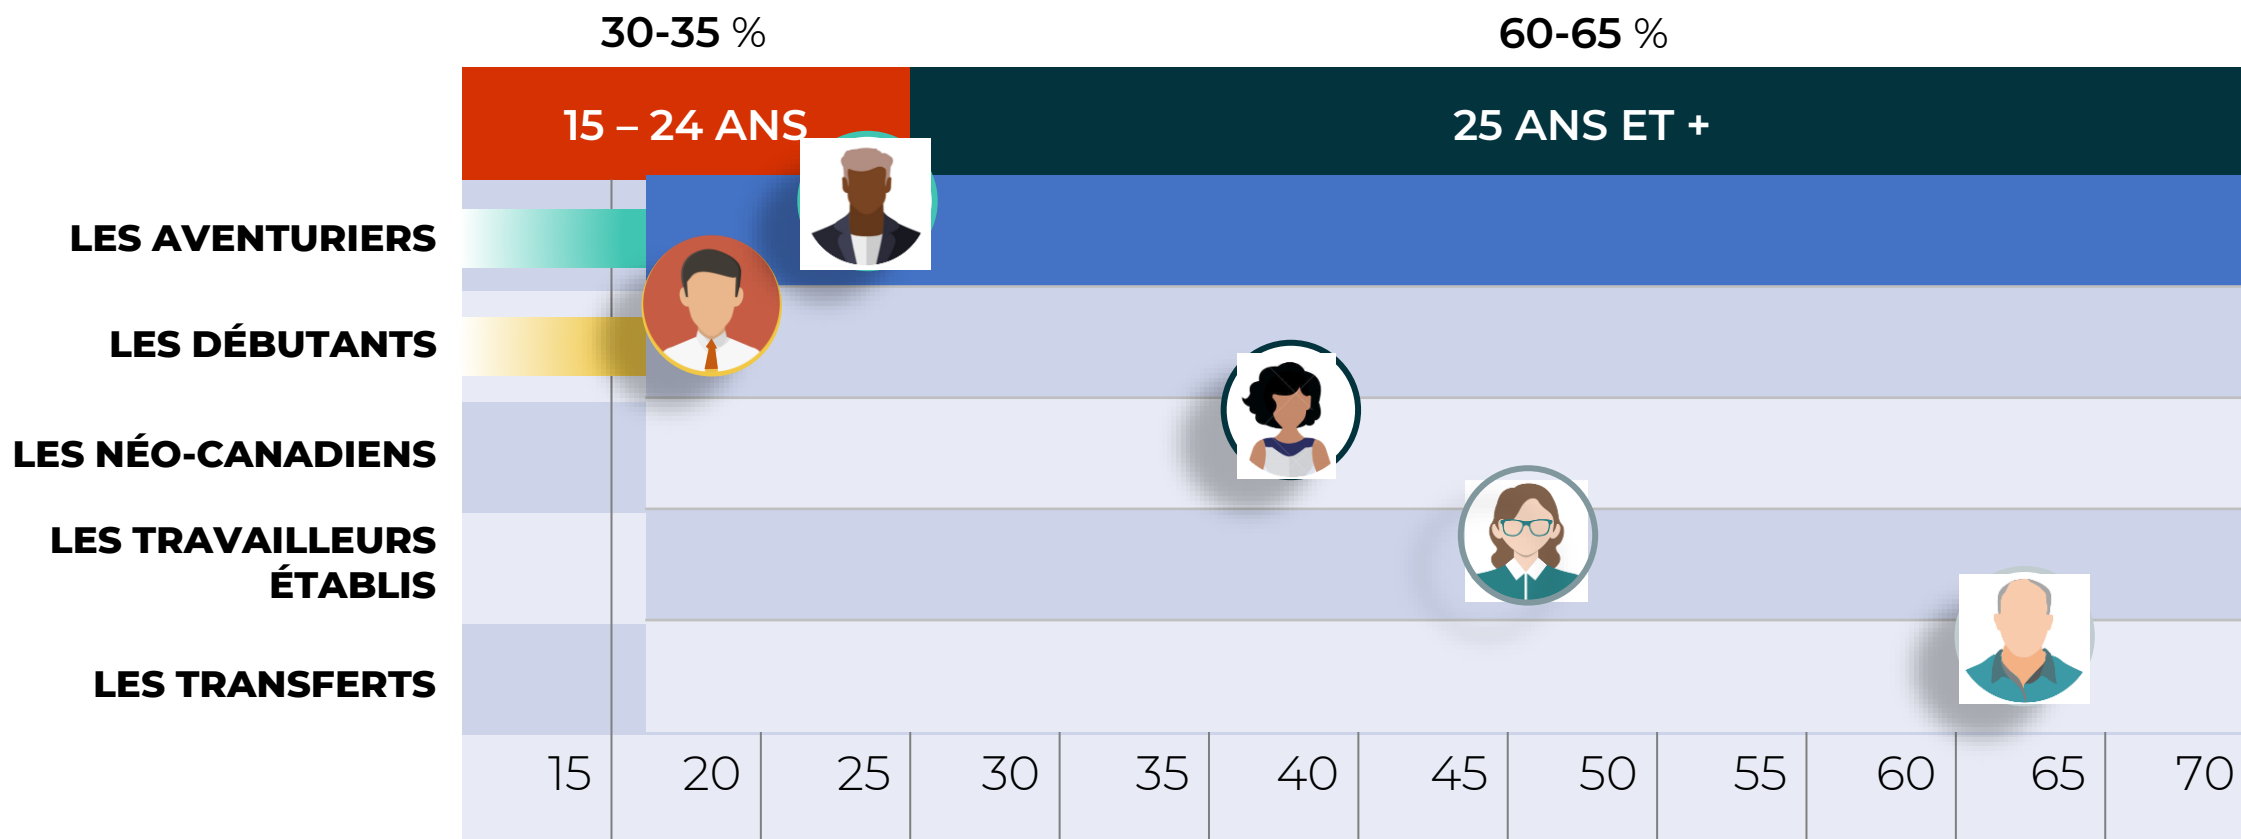 30-35 %
60-65 %
15 – 24 ANS
25 ANS ET +
LES AVENTURIERS
LES DÉBUTANTS
LES NÉO-CANADIENS
LES TRAVAILLEURS
ÉTABLIS
LES TRANSFERTS
15 20 25 30 35 40 45 50 55 60 65 70